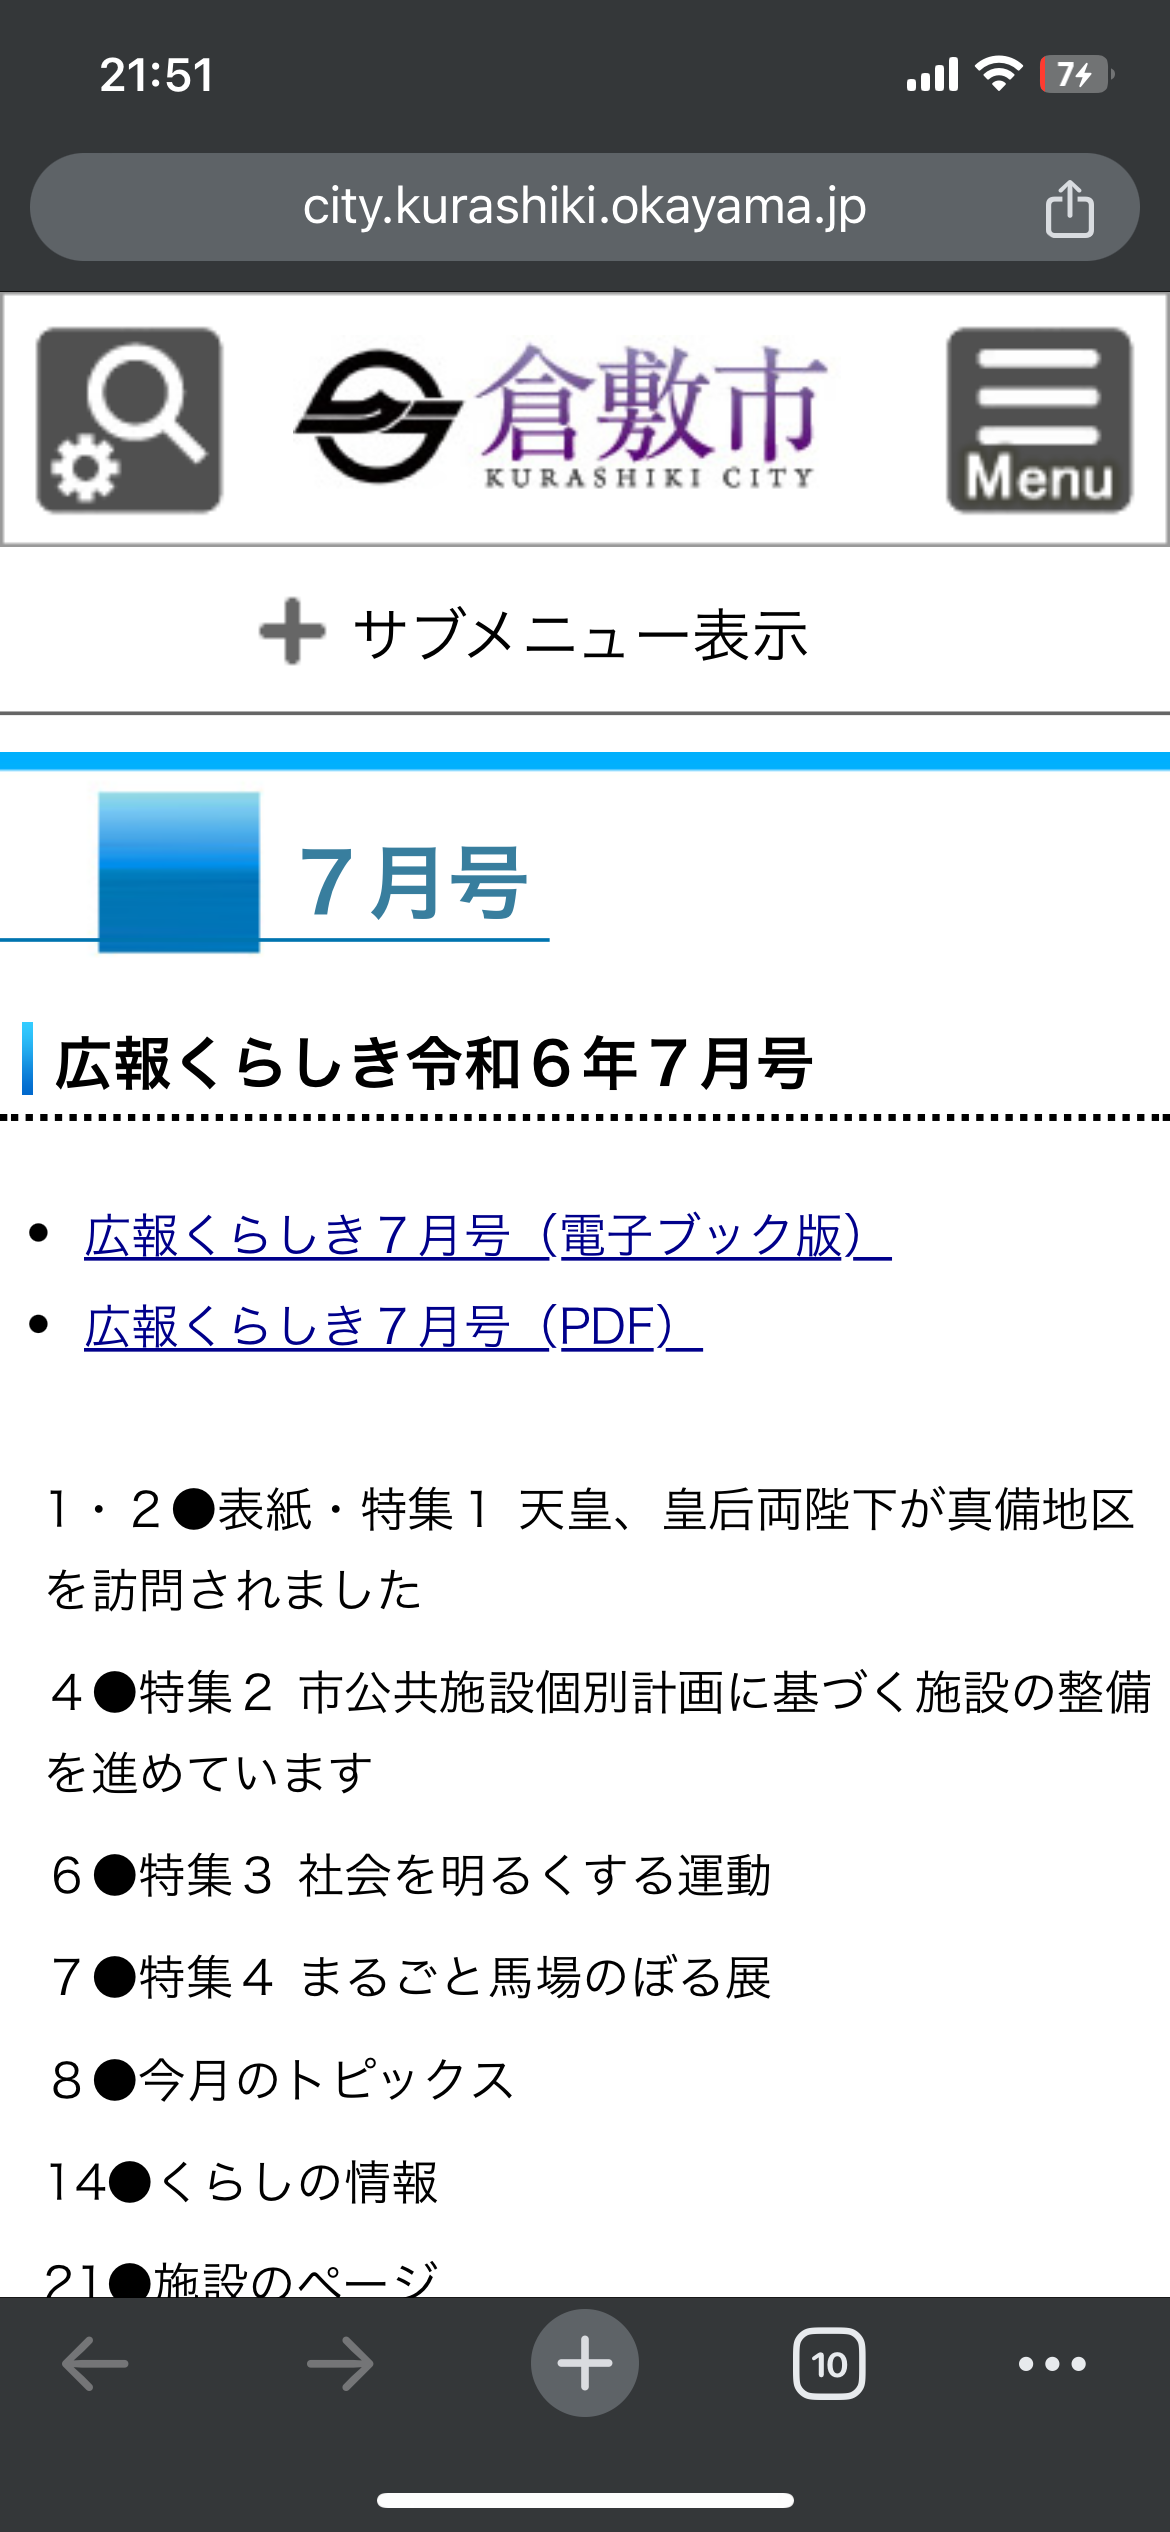 21:51
7
city.kurashiki.okayama.jp
倉敷市
KURASHIKI CITY
Menu
サブメニュー表示
７月号
広報くらしき令和６年７月号
• 広報くらしき７月号（電子ブック版）
• 広報くらしき７月号（PDF）
１・２●表紙・特集１ 天皇、皇后両陛下が真備地区
を訪問されました
４●特集２ 市公共施設個別計画に基づく施設の整備
を進めています
６●特集３ 社会を明るくする運動
７●特集４ まるごと馬場のぼる展
８●今月のトピックス
14●くらしの情報
21●施設のページ
10